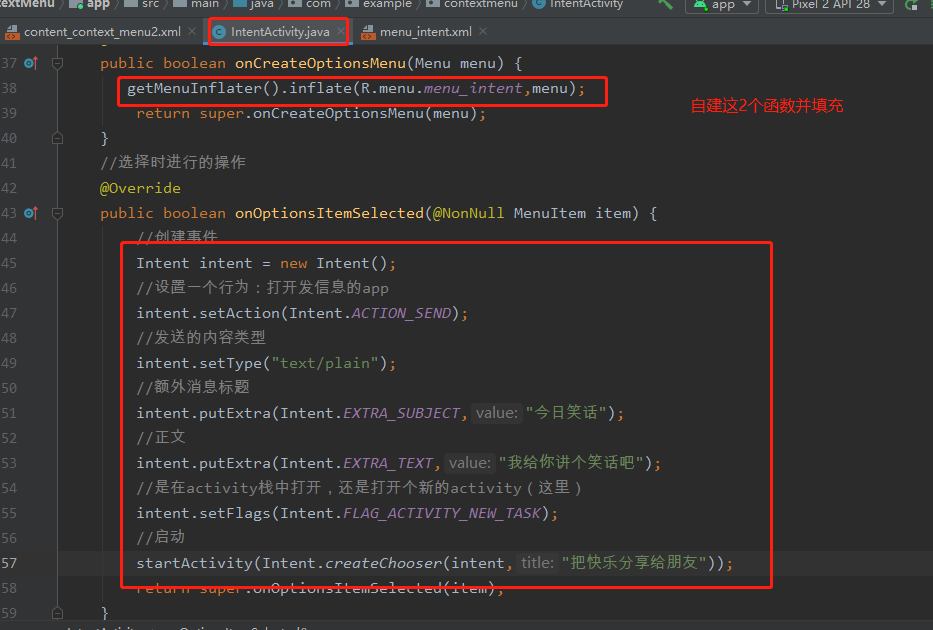 extMenu app src main java com example contextmenu IntentActivity app Pixel 2 API 28
content_context_menu2.xml IntentActivity.java menu_intent.xml
37 public boolean onCreateOptionsMenu(Menu menu) {
38 getMenuInflater().inflate(R.menu.menu_intent,menu);
自建这2个函数并填充
39 return super.onCreateOptionsMenu(menu);
40 }
41 //选择时进行的操作
42 @Override
43 public boolean onOptionsItemSelected(@NonNull MenuItem item) {
44 //创建事件
45 Intent intent = new Intent();
46 //设置一个行为：打开发信息的app
47 intent.setAction(Intent.ACTION_SEND);
48 //发送的内容类型
49 intent.setType("text/plain");
50 //额外消息标题
51 intent.putExtra(Intent.EXTRA_SUBJECT, value: "今日笑话");
52 //正文
53 intent.putExtra(Intent.EXTRA_TEXT, value: "我给你讲个笑话吧");
54 //是在activity栈中打开，还是打开个新的activity（这里）
55 intent.setFlags(Intent.FLAG_ACTIVITY_NEW_TASK);
56 //启动
57 startActivity(Intent.createChooser(intent, title: "把快乐分享给朋友"));
58 return super.onOptionsItemSelected(item);
59 }